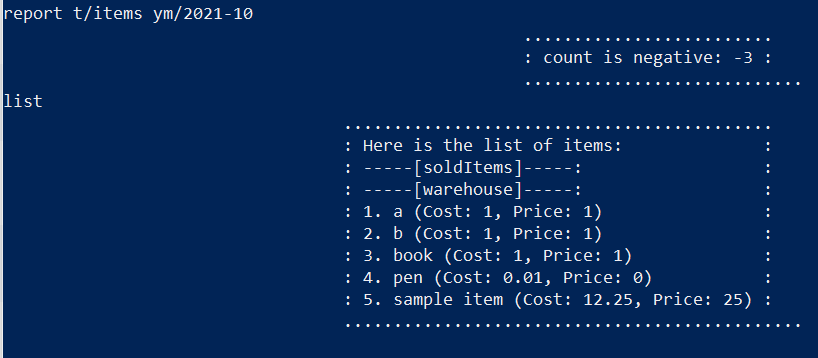 report t/items ym/2021-10
.........................
: count is negative: -3 :
............................
list
...........................................
: Here is the list of items:              :
: -----[soldItems]-----:                  :
: -----[warehouse]-----:                  :
: 1. a (Cost: 1, Price: 1)                :
: 2. b (Cost: 1, Price: 1)                :
: 3. book (Cost: 1, Price: 1)             :
: 4. pen (Cost: 0.01, Price: 0)           :
: 5. sample item (Cost: 12.25, Price: 25) :
..............................................